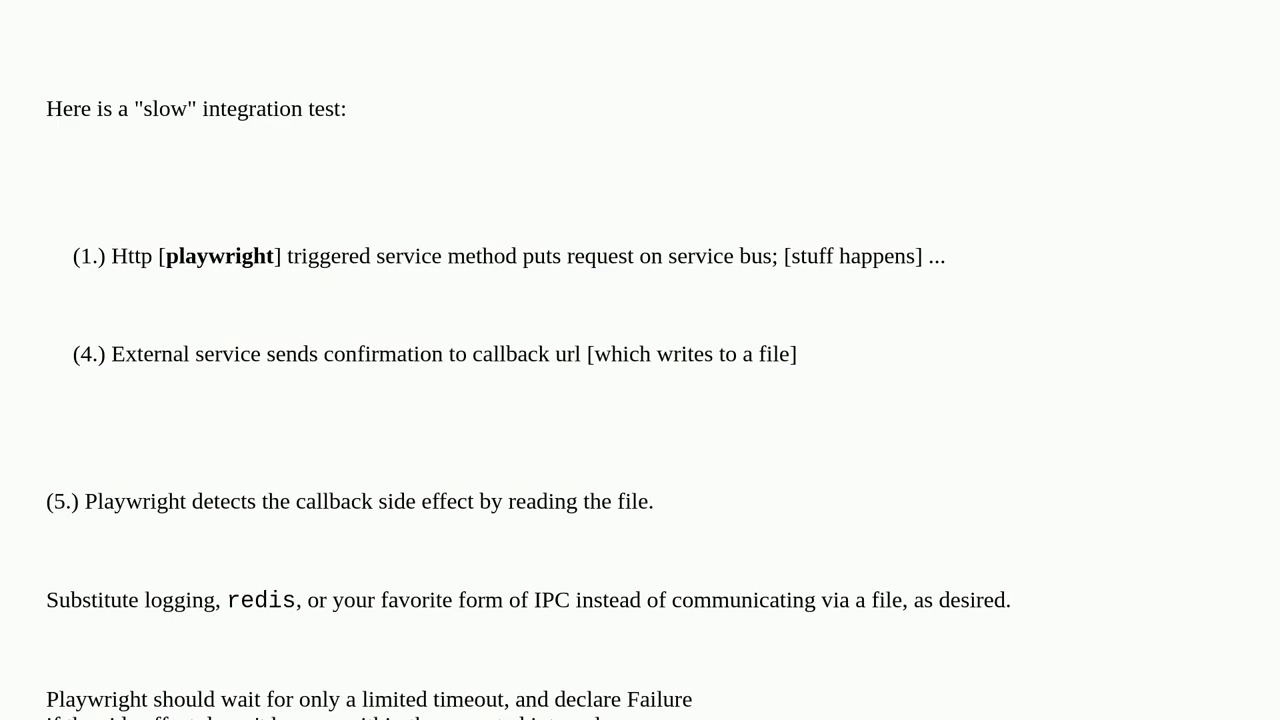 Here is a "slow" integration test:
(1.) Http [playwright] triggered service method puts request on service bus; [stuff happens] ...
(4.) External service sends confirmation to callback url [which writes to a file]
(5.) Playwright detects the callback side effect by reading the file.
Substitute logging, redis, or your favorite form of IPC instead of communicating via a file, as desired.
Playwright should wait for only a limited timeout, and declare Failure